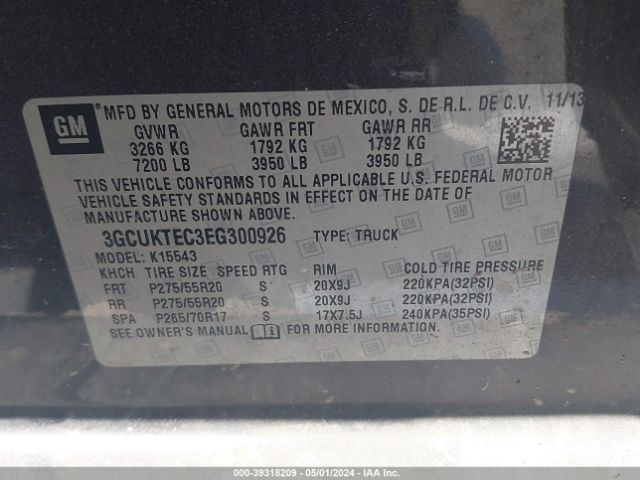 GM
MFD BY GENERAL MOTORS DE MEXICO, S. DE R.L. DE C.V. 11/13
GVWR GAWR FRT GAWR RR
3266 KG 1792 KG 1792 KG
7200 LB 3950 LB 3950 LB
THIS VEHICLE CONFORMS TO ALL APPLICABLE U.S. FEDERAL MOTOR
VEHICLE SAFETY STANDARDS IN EFFECT ON THE DATE OF
MANUFACTURE SHOWN ABOVE.
3GCUKTEC3EG300926 TYPE: TRUCK
MODEL: K15543
KHCH TIRE SIZE SPEED RTG RIM COLD TIRE PRESSURE
FRT P275/55R20 S 20X9J 220KPA(32PSI)
RR P275/55R20 S 20X9J 220KPA(32PSI)
SPA P265/70R17 S 17X7.5J 240KPA(35PSI)
SEE OWNER'S MANUAL FOR MORE INFORMATION.
000-39318209 - 05/01/2024 - IAA Inc.